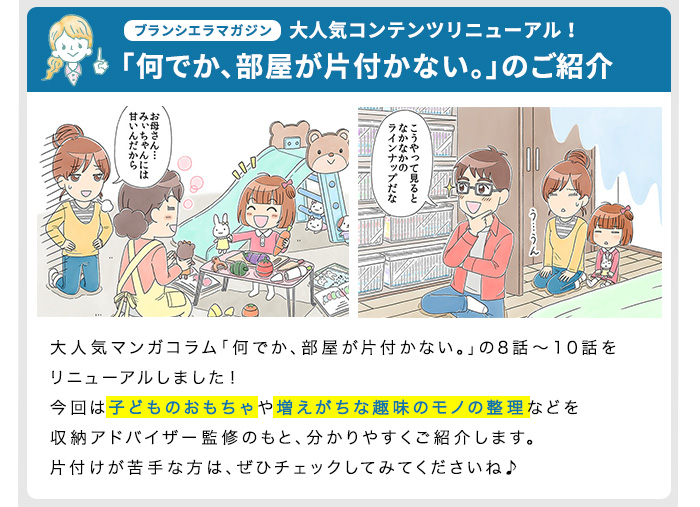 ブランシエラマガジン 大人気コンテンツリニューアル！
「何でか、部屋が片付かない。」のご紹介
お母さん…
みぃちゃんには
甘いんだから
こうやって見ると
なかなかの
ラインナップだな
う…うん
大人気マンガコラム「何でか、部屋が片付かない。」の8話～10話を
リニューアルしました！
今回は子どものおもちゃや増えがちな趣味のモノの整理などを
収納アドバイザー監修のもと、分かりやすくご紹介します。
片付けが苦手な方は、ぜひチェックしてみてくださいね♪